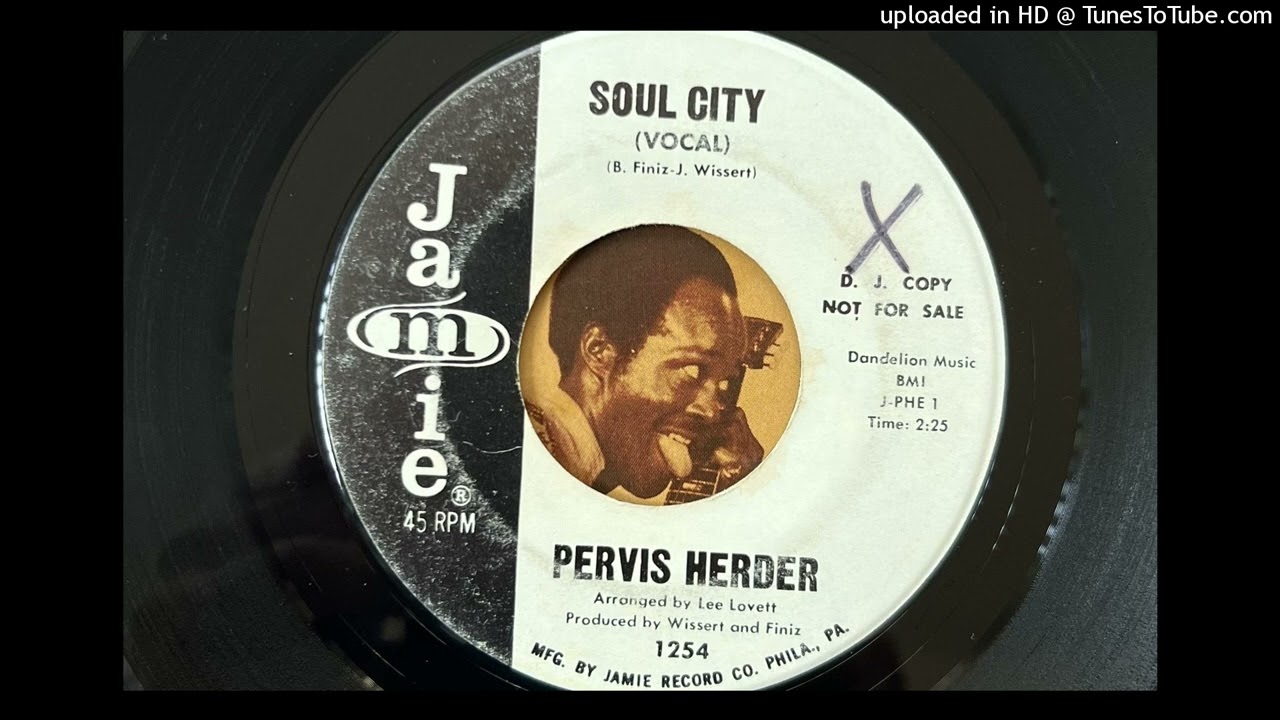 uploaded in HD @ TunesToTube.com
SOUL CITY
(VOCAL)
(B. Finiz-J. Wissert)
Jamie®
45 RPM
X
D. J. COPY
NOT FOR SALE
Dandelion Music
BMI
J-PHE 1
Time: 2:25
PERVIS HERDER
Arranged by Lee Lovett
Produced by Wissert and Finiz
1254
MFG. BY JAMIE RECORD CO. PHILA., PA.